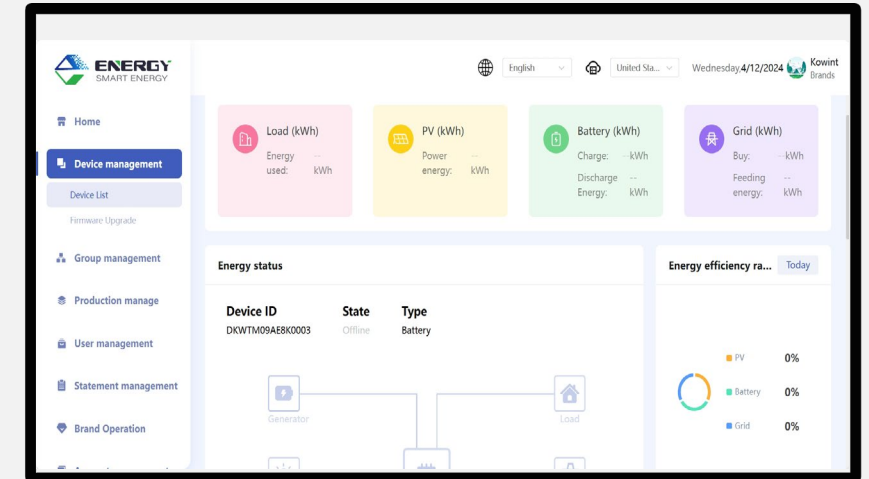 ENERGY
SMART ENERGY
English
United Sta...
Wednesday,4/12/2024
Kowint
Brands
Home
Device management
Device List
Firmware Upgrade
Group management
Production manage
User management
Statement management
Brand Operation
Load (kWh)
Energy --
used: kWh
PV (kWh)
Power --
energy: kWh
Battery (kWh)
Charge: --kWh
Discharge --
Energy: kWh
Grid (kWh)
Buy: --kWh
Feeding --
energy: kWh
Energy status
Device ID State Type
DKWTM09AE8K0003 Offline Battery
Generator
Load
Energy efficiency ra... Today
PV 0%
Battery 0%
Grid 0%